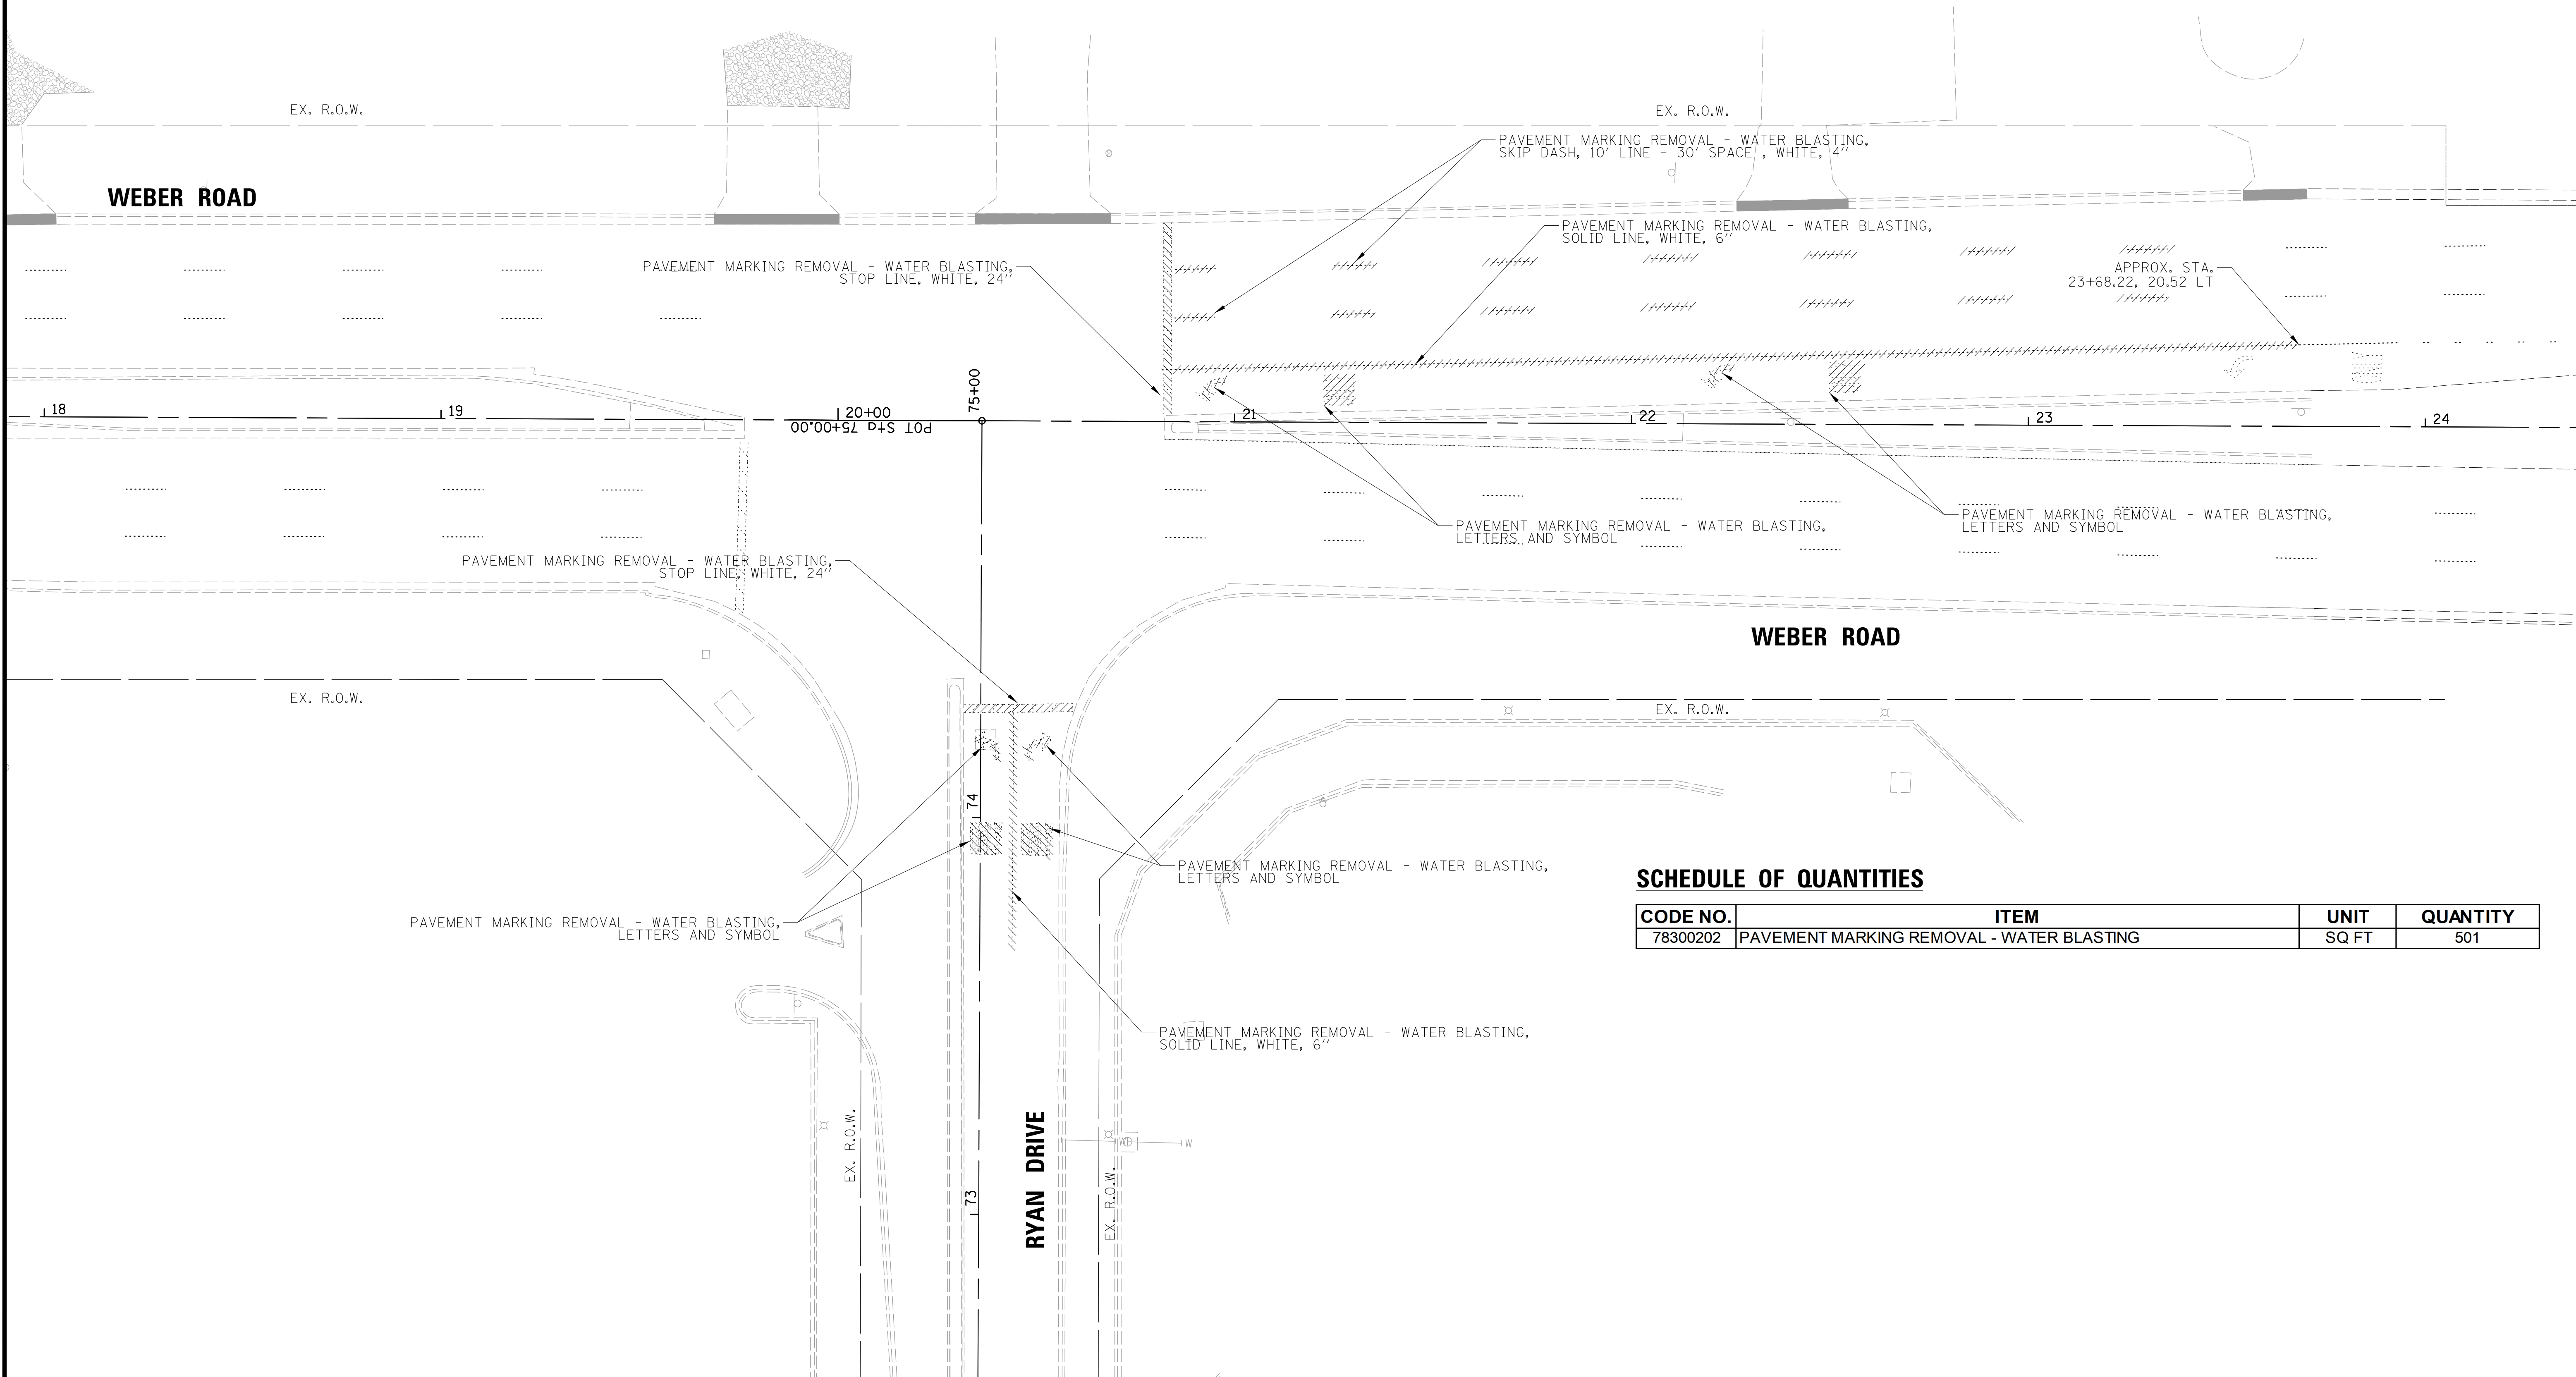 EX. R.O.W.
EX. R.O.W.
PAVEMENT MARKING REMOVAL - WATER BLASTING,
SKIP DASH, 10' LINE - 30' SPACE , WHITE, 4"
WEBER ROAD
PAVEMENT MARKING REMOVAL - WATER BLASTING,
SOLID LINE, WHITE, 6"
PAVEMENT MARKING REMOVAL - WATER BLASTING,
STOP LINE, WHITE, 24"
APPROX. STA.
23+68.22, 20.52 LT
75+00
18
19
20+00
21
22
23
24
POT Sta 75+00.00
PAVEMENT MARKING REMOVAL - WATER BLASTING,
LETTERS AND SYMBOL
PAVEMENT MARKING REMOVAL - WATER BLASTING,
LETTERS AND SYMBOL
PAVEMENT MARKING REMOVAL - WATER BLASTING,
STOP LINE, WHITE, 24"
WEBER ROAD
EX. R.O.W.
EX. R.O.W.
74
PAVEMENT MARKING REMOVAL - WATER BLASTING,
LETTERS AND SYMBOL
PAVEMENT MARKING REMOVAL - WATER BLASTING,
LETTERS AND SYMBOL
SCHEDULE OF QUANTITIES
CODE NO. ITEM UNIT QUANTITY
78300202 PAVEMENT MARKING REMOVAL - WATER BLASTING SQ FT 501
PAVEMENT MARKING REMOVAL - WATER BLASTING,
SOLID LINE, WHITE, 6"
EX. R.O.W.
RYAN DRIVE
EX. R.O.W.
W
W
73